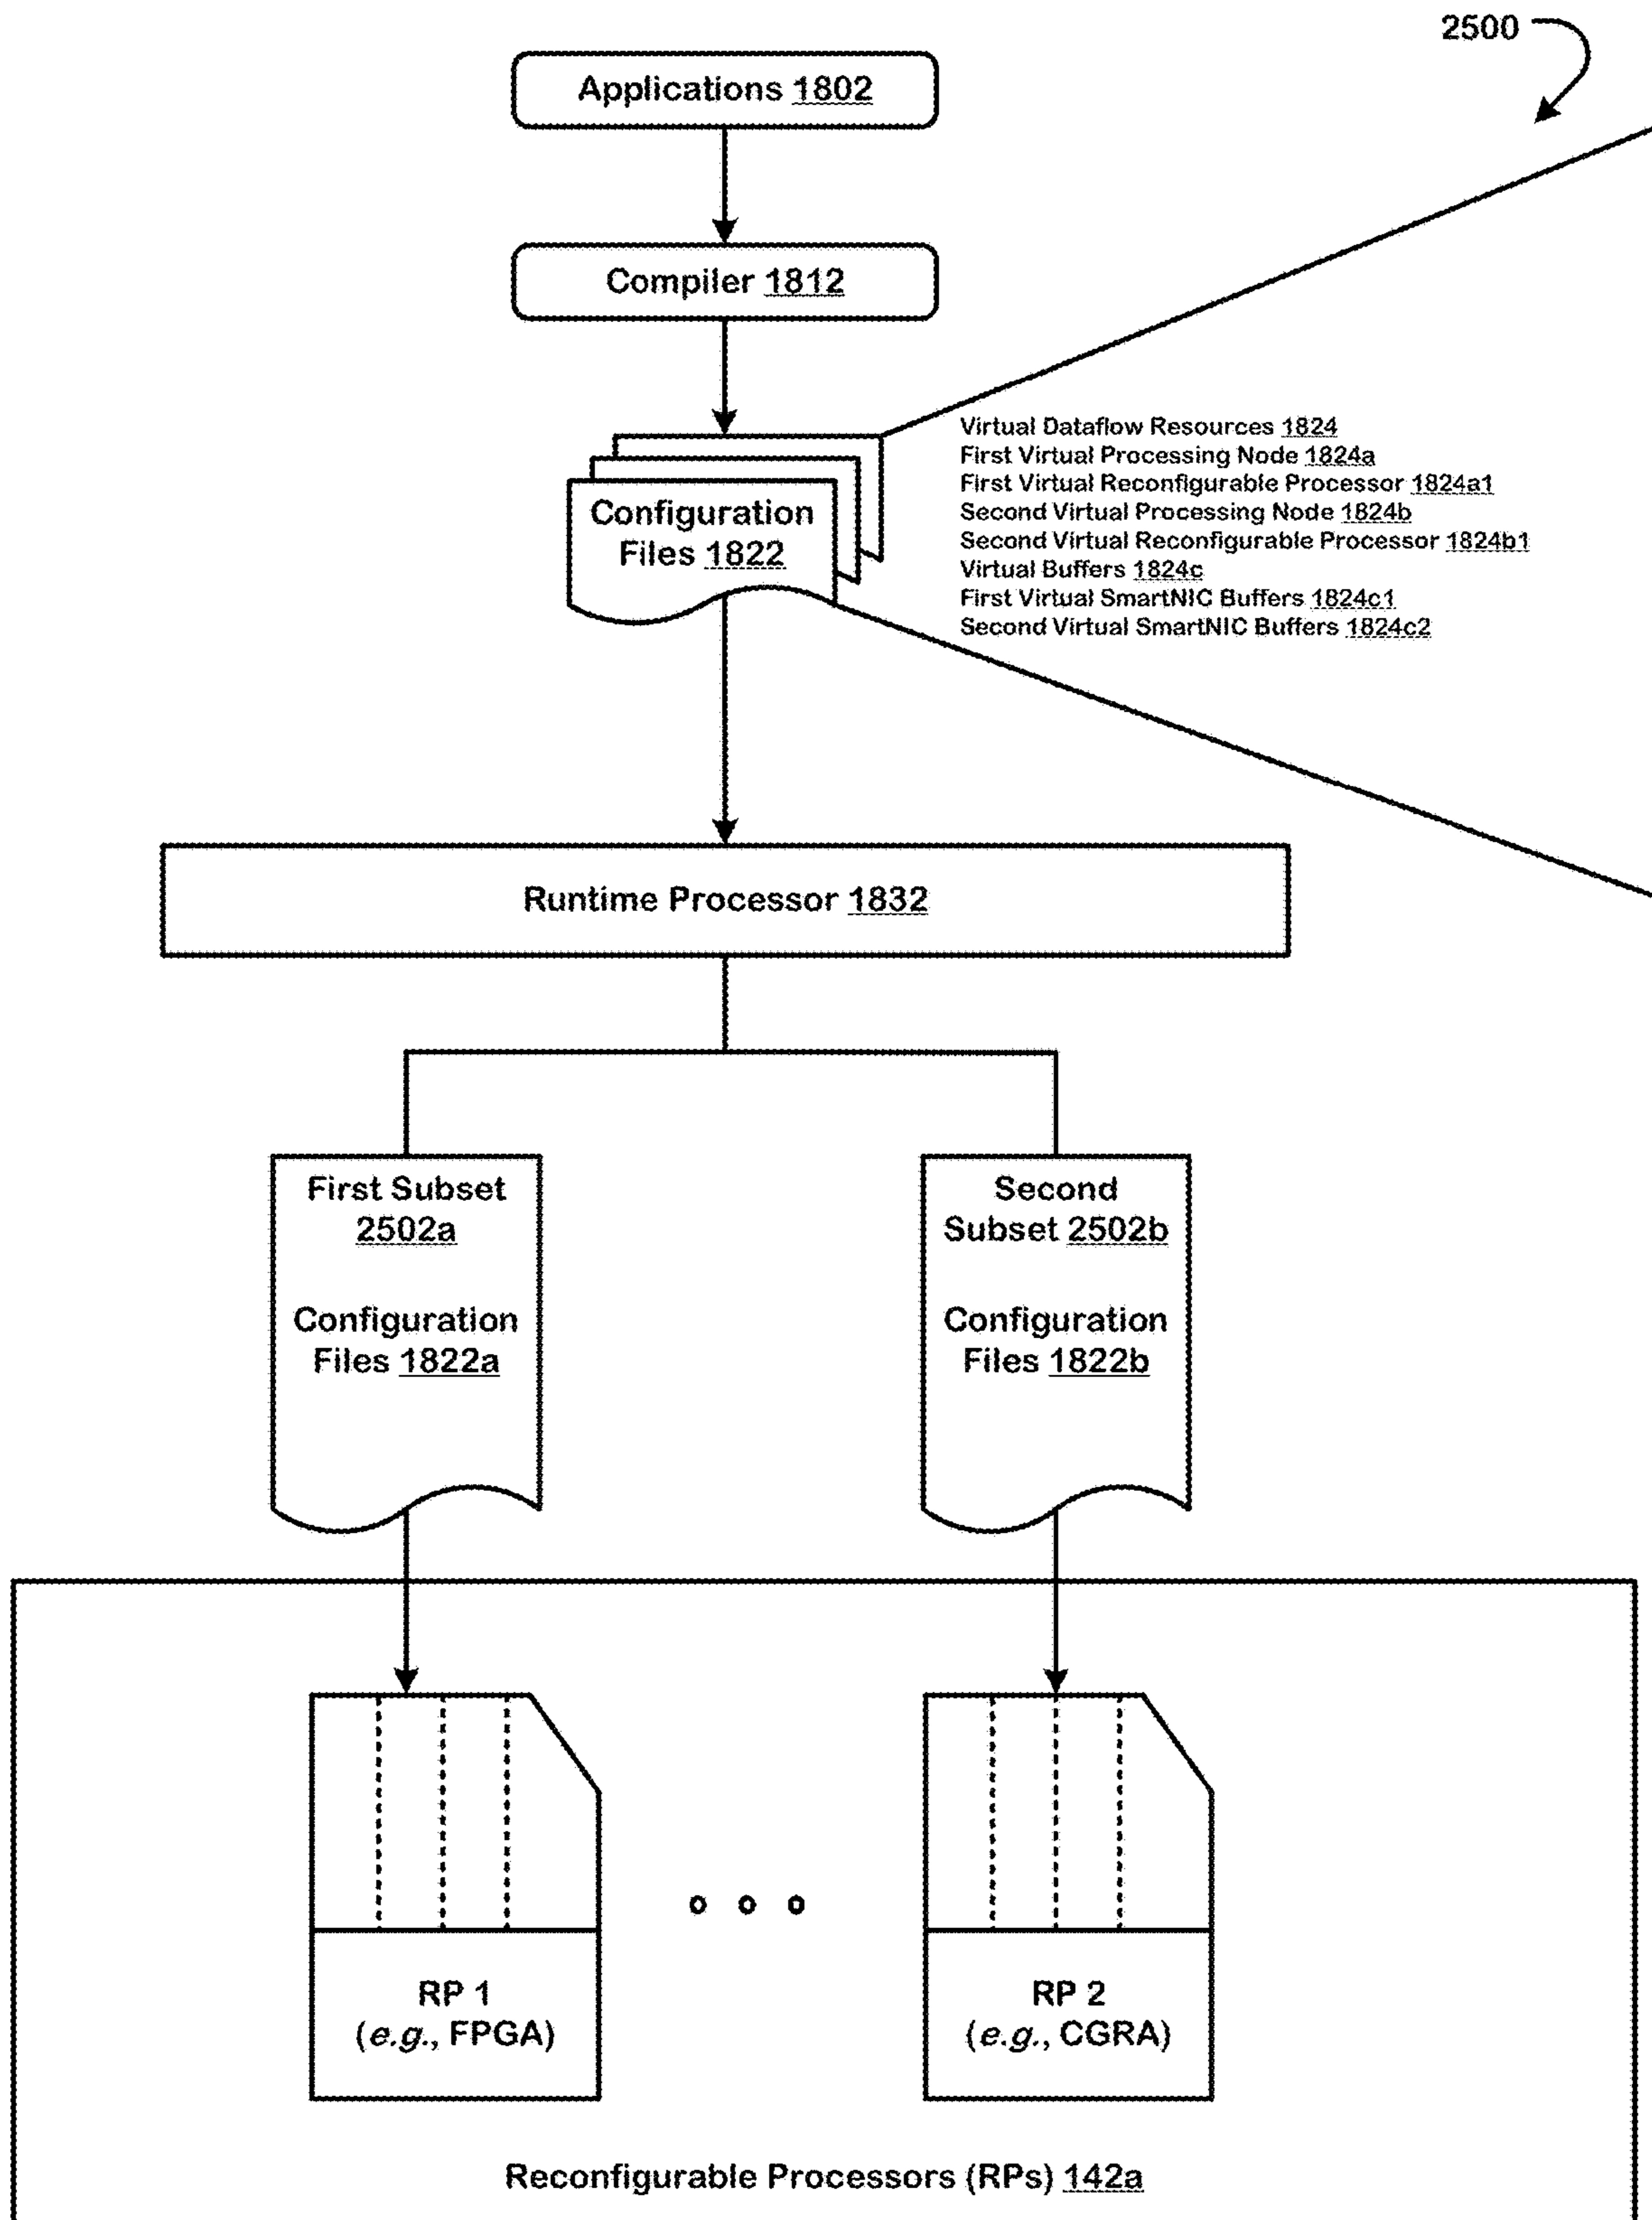 2500
Applications 1802
Compiler 1812
Configuration
Files 1822
Virtual Dataflow Resources 1824
First Virtual Processing Node 1824a
First Virtual Reconfigurable Processor 1824a1
Second Virtual Processing Node 1824b
Second Virtual Reconfigurable Processor 1824b1
Virtual Buffers 1824c
First Virtual SmartNIC Buffers 1824c1
Second Virtual SmartNIC Buffers 1824c2
Runtime Processor 1832
First Subset
2502a
Configuration
Files 1822a
Second
Subset 2502b
Configuration
Files 1822b
RP 1
(e.g., FPGA)
RP 2
(e.g., CGRA)
Reconfigurable Processors (RPs) 142a